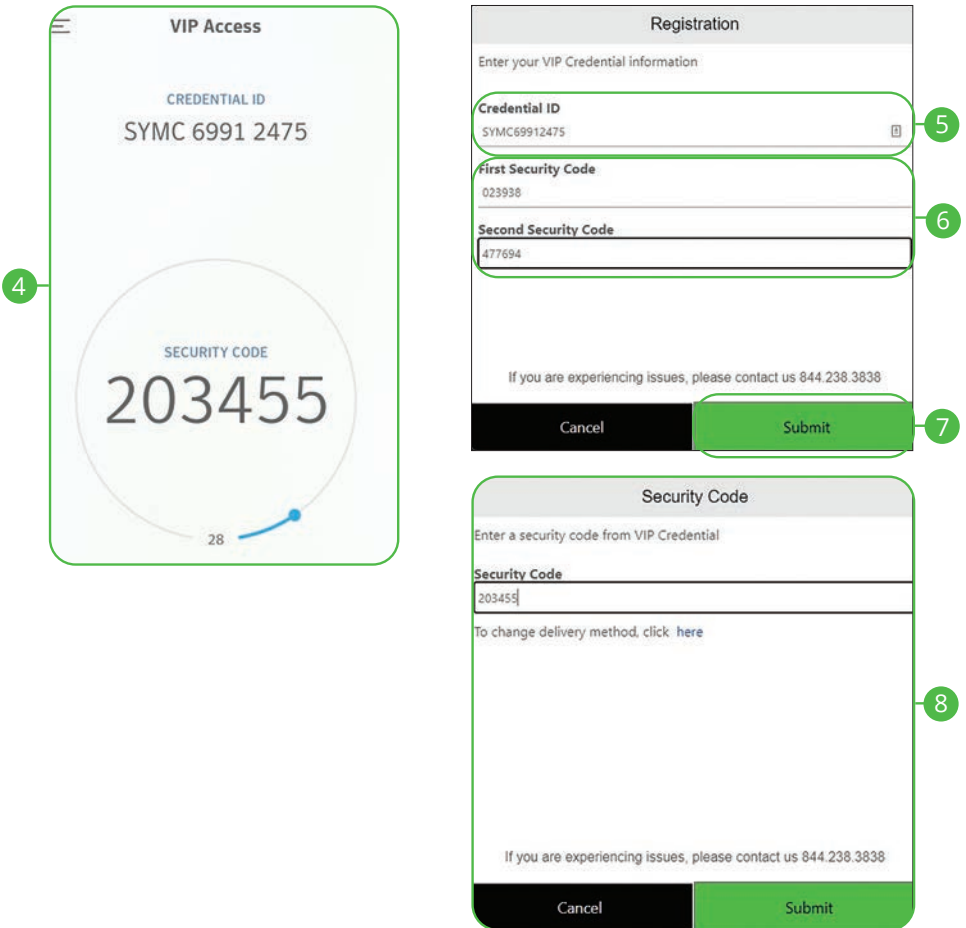 VIP Access
CREDENTIAL ID
SYMC 6991 2475
4
SECURITY CODE
203455
28
Registration
Enter your VIP Credential information
Credential ID
SYMC69912475
5
First Security Code
023938
6
Second Security Code
477694
If you are experiencing issues, please contact us 844.238.3838
Cancel Submit
7
Security Code
Enter a security code from VIP Credential
Security Code
203455
To change delivery method, click here
8
If you are experiencing issues, please contact us 844.238.3838
Cancel Submit